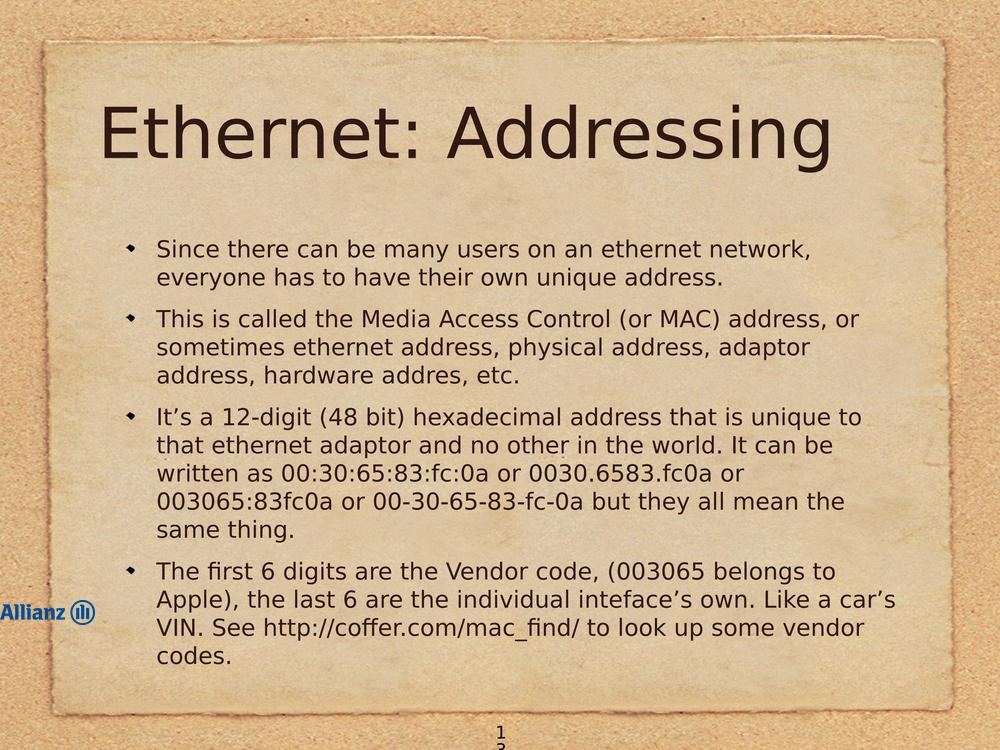 Ethernet: Addressing
Since there can be many users on an ethernet network,
everyone has to have their own unique address.
This is called the Media Access Control (or MAC) address, or
sometimes ethernet address, physical address, adaptor
address, hardware addres, etc.
It’s a 12-digit (48 bit) hexadecimal address that is unique to
that ethernet adaptor and no other in the world. It can be
written as 00:30:65:83:fc:0a or 0030.6583.fc0a or
003065:83fc0a or 00-30-65-83-fc-0a but they all mean the
same thing.
The first 6 digits are the Vendor code, (003065 belongs to
Apple), the last 6 are the individual inteface’s own. Like a car’s
VIN. See http://coffer.com/mac_find/ to look up some vendor
codes.
Allianz
1